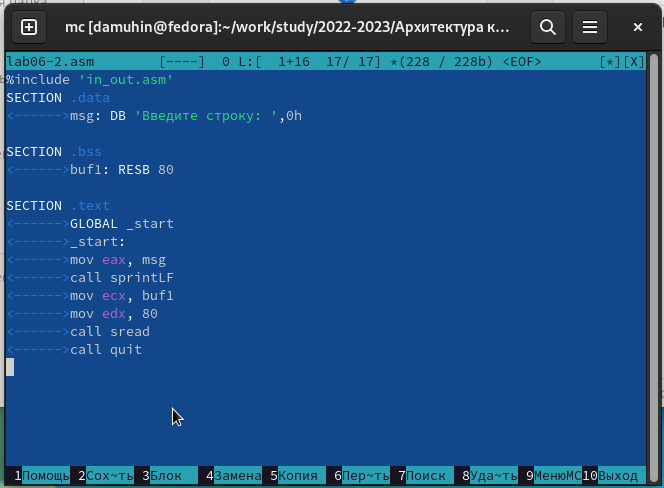 mc [damuhin@fedora]:~/work/study/2022-2023/Архитектура к...
lab06-2.asm [----] 0 L:[ 1+16 17/ 17] *(228 / 228b) <EOF> [*][X]
%include 'in_out.asm'
SECTION .data
<------>msg: DB 'Введите строку: ',0h
SECTION .bss
<------>buf1: RESB 80
SECTION .text
<------>GLOBAL _start
<------>_start:
<------>mov eax, msg
<------>call sprintLF
<------>mov ecx, buf1
<------>mov edx, 80
<------>call sread
<------>call quit
1Помощь 2Сох~ть 3Блок 4Замена 5Копия 6Пер~ть 7Поиск 8Уда~ть 9МенюMC 10Выход